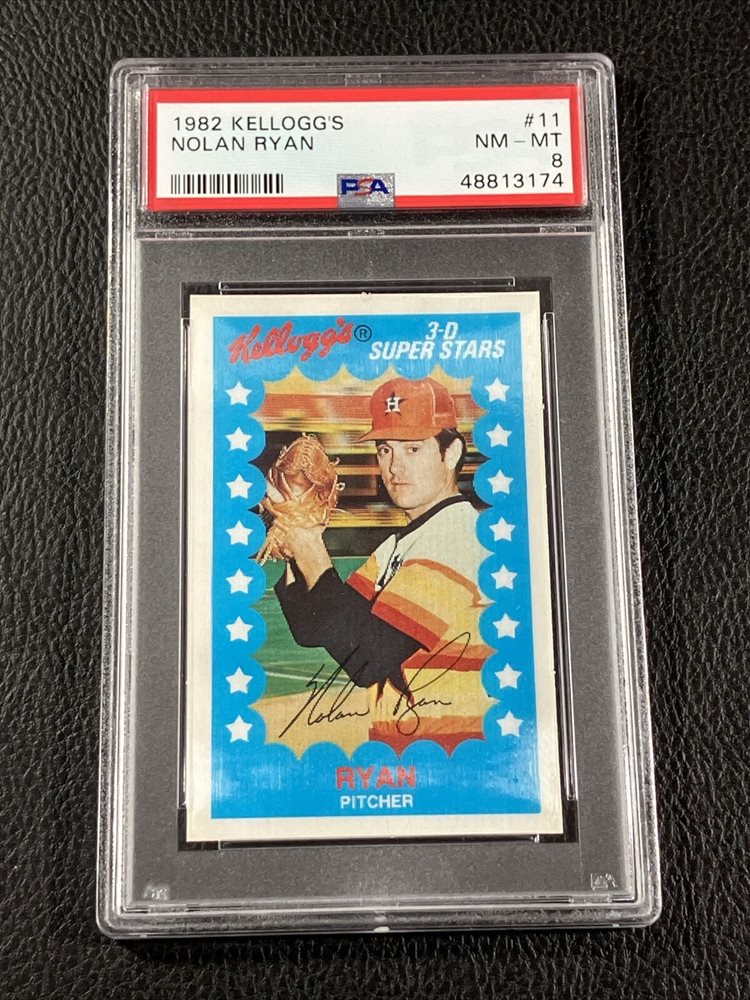 1982 KELLOGG'S #11
NOLAN RYAN NM - MT
8
PSA 48813174
Kellogg's® 3-D
SUPER STARS
H
Nolan Ryan
RYAN
PITCHER